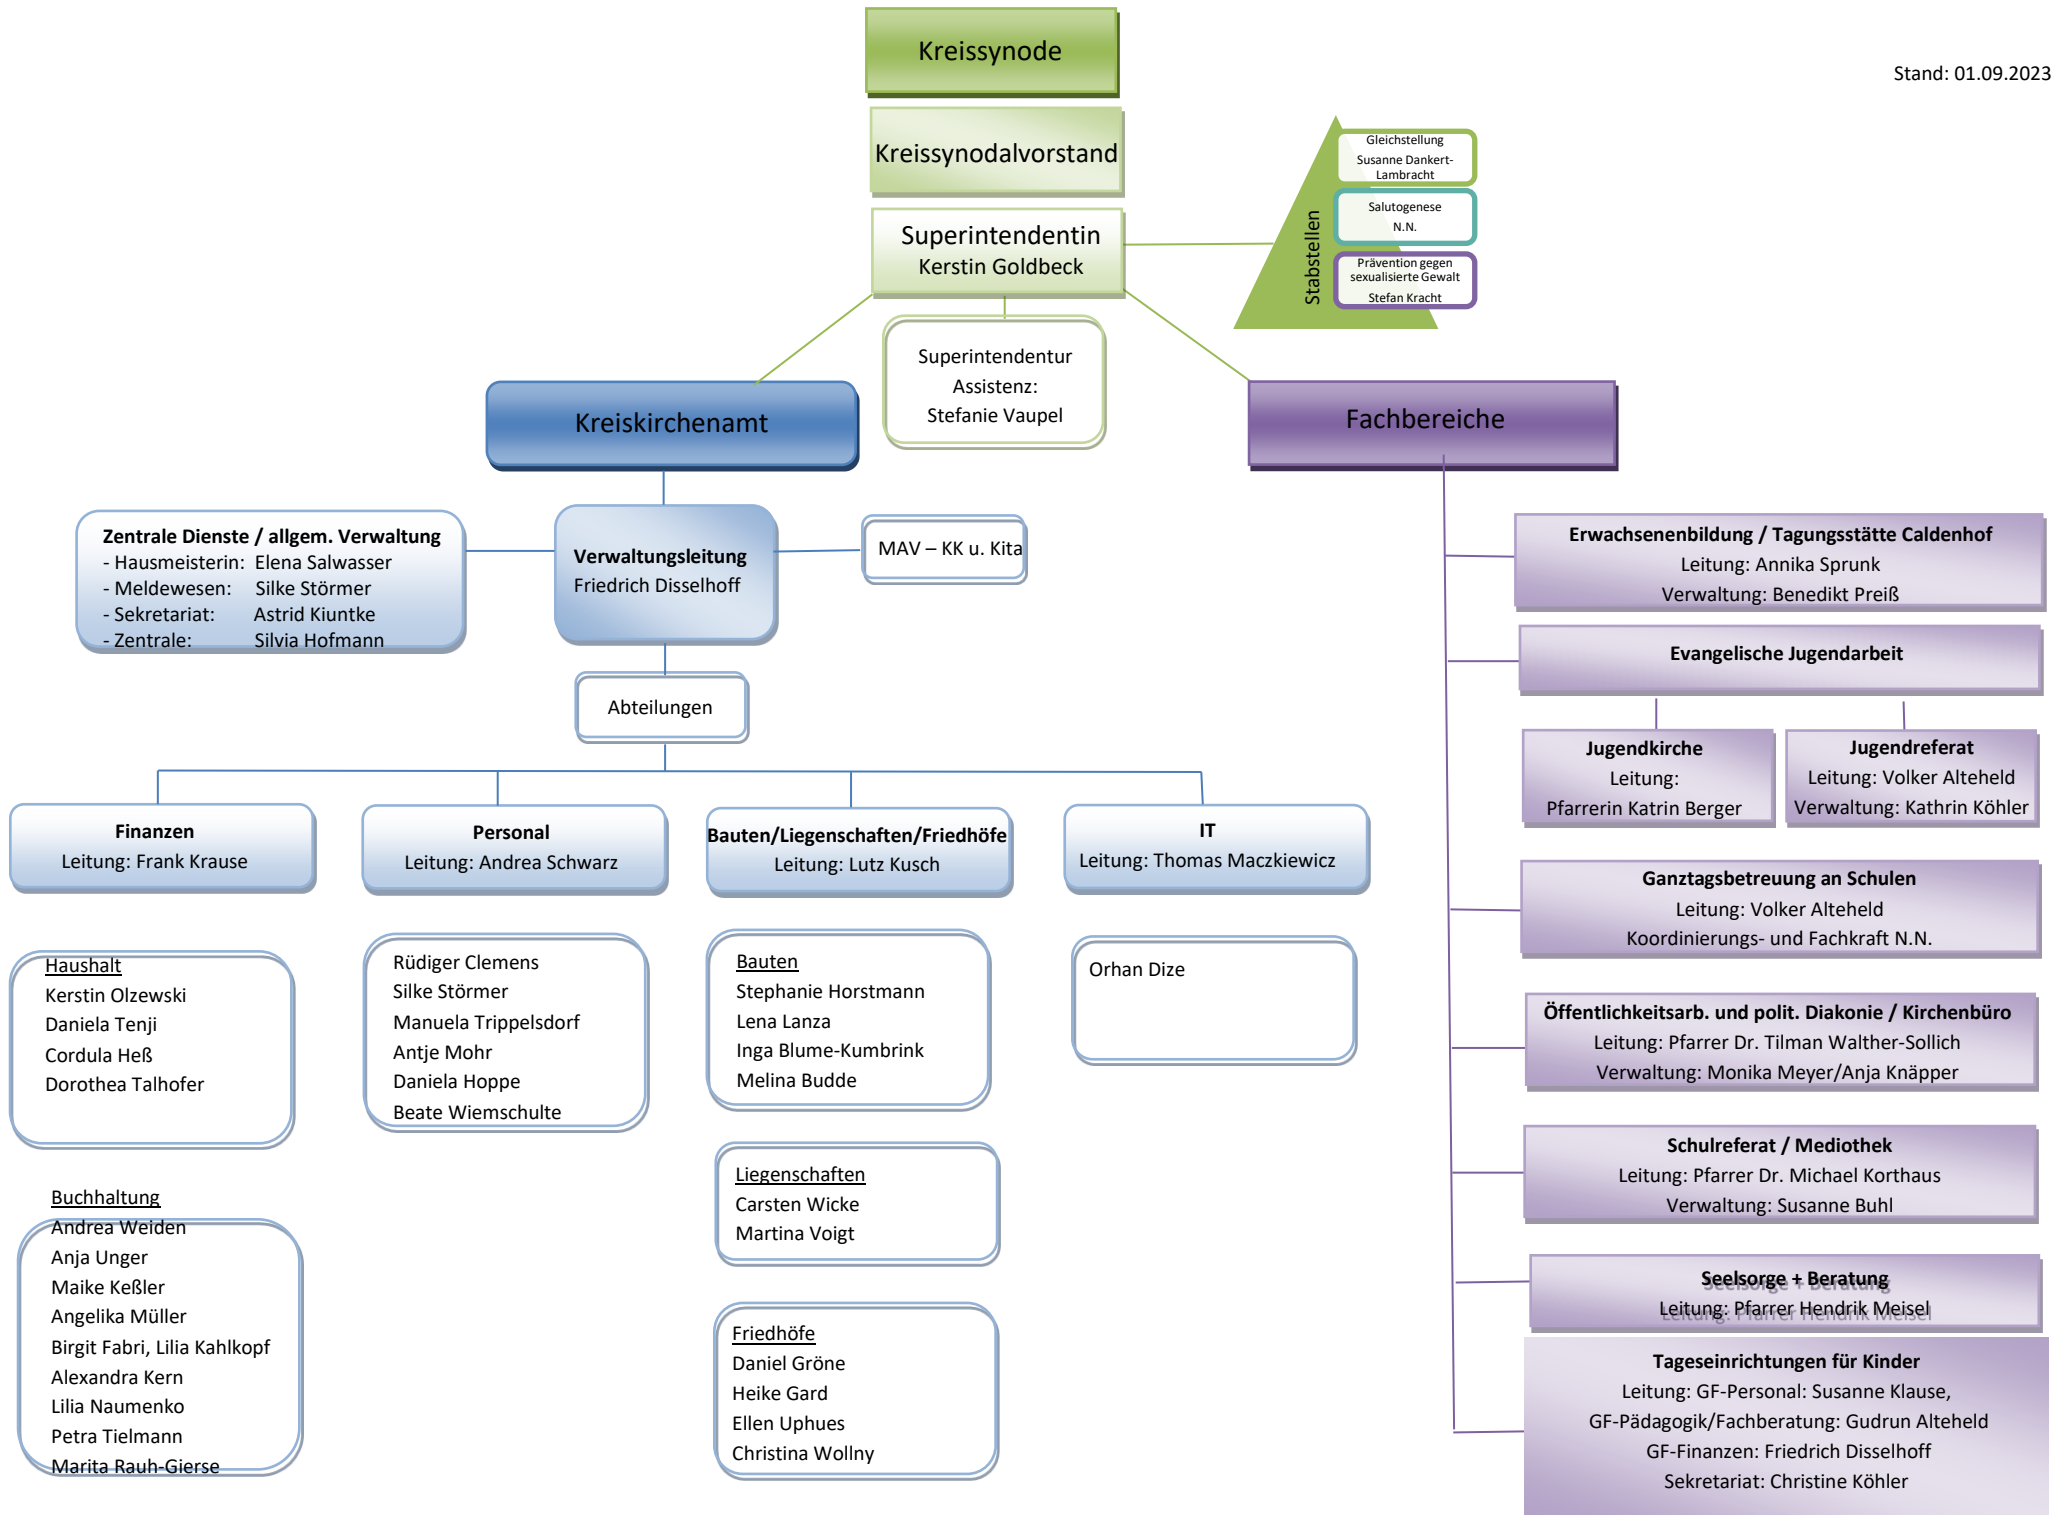 Kreissynode
Stand: 01.09.2023
Kreissynodalvorstand
Superintendentin
Kerstin Goldbeck
Stabstellen
Gleichstellung
Susanne Dankert-
Lambracht
Salutogenese
N.N.
Prävention gegen
sexualisierte Gewalt
Stefan Kracht
Superintendentur
Assistenz:
Stefanie Vaupel
Kreiskirchenamt
Fachbereiche
Zentrale Dienste / allgem. Verwaltung
- Hausmeisterin: Elena Salwasser
- Meldewesen: Silke Störmer
- Sekretariat: Astrid Kiuntke
- Zentrale: Silvia Hofmann
Verwaltungsleitung
Friedrich Disselhoff
MAV – KK u. Kita
Abteilungen
Finanzen
Leitung: Frank Krause
Personal
Leitung: Andrea Schwarz
Bauten/Liegenschaften/Friedhöfe
Leitung: Lutz Kusch
IT
Leitung: Thomas Maczkiewicz
Haushalt
Kerstin Olzewski
Daniela Tenji
Cordula Heß
Dorothea Talhofer
Buchhaltung
Andrea Weiden
Anja Unger
Maike Keßler
Angelika Müller
Birgit Fabri, Lilia Kahlkopf
Alexandra Kern
Lilia Naumenko
Petra Tielmann
Marita Rauh-Gierse
Rüdiger Clemens
Silke Störmer
Manuela Trippelsdorf
Antje Mohr
Daniela Hoppe
Beate Wiemschulte
Bauten
Stephanie Horstmann
Lena Lanza
Inga Blume-Kumbrink
Melina Budde
Liegenschaften
Carsten Wicke
Martina Voigt
Friedhöfe
Daniel Gröne
Heike Gard
Ellen Uphues
Christina Wollny
Orhan Dize
Erwachsenenbildung / Tagungsstätte Caldenhof
Leitung: Annika Sprunk
Verwaltung: Benedikt Preiß
Evangelische Jugendarbeit
Jugendkirche
Leitung:
Pfarrerin Katrin Berger
Jugendreferat
Leitung: Volker Alteheld
Verwaltung: Kathrin Köhler
Ganztagsbetreuung an Schulen
Leitung: Volker Alteheld
Koordinierungs- und Fachkraft N.N.
Öffentlichkeitsarb. und polit. Diakonie / Kirchenbüro
Leitung: Pfarrer Dr. Tilman Walther-Sollich
Verwaltung: Monika Meyer/Anja Knäpper
Schulreferat / Mediothek
Leitung: Pfarrer Dr. Michael Korthaus
Verwaltung: Susanne Buhl
Seelsorge + Beratung
Leitung: Pfarrer Hendrik Meisel
Tageseinrichtungen für Kinder
Leitung: GF-Personal: Susanne Klause,
GF-Pädagogik/Fachberatung: Gudrun Alteheld
GF-Finanzen: Friedrich Disselhoff
Sekretariat: Christine Köhler